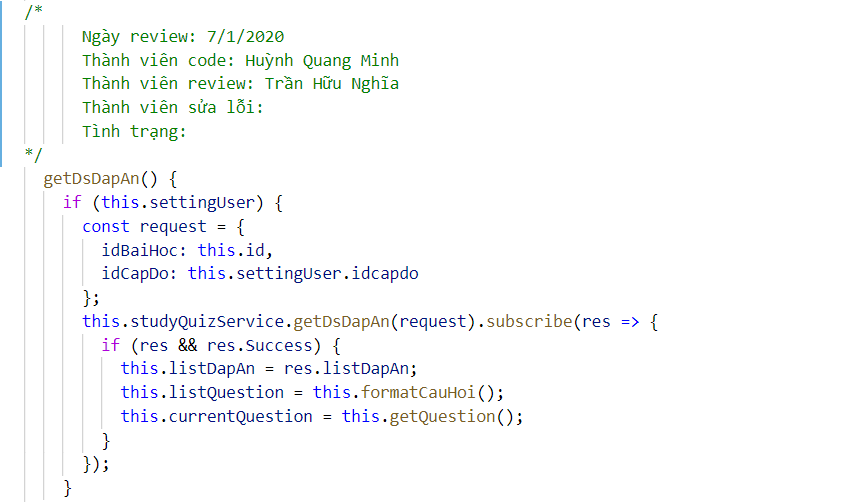 /*
Ngày review: 7/1/2020
Thành viên code: Huỳnh Quang Minh
Thành viên review: Trần Hữu Nghĩa
Thành viên sửa lỗi:
Tình trạng:
*/
getDsDapAn() {
if (this.settingUser) {
const request = {
idBaiHoc: this.id,
idCapDo: this.settingUser.idcapdo
};
this.studyQuizService.getDsDapAn(request).subscribe(res => {
if (res && res.Success) {
this.listDapAn = res.listDapAn;
this.listQuestion = this.formatCauHoi();
this.currentQuestion = this.getQuestion();
}
});
}